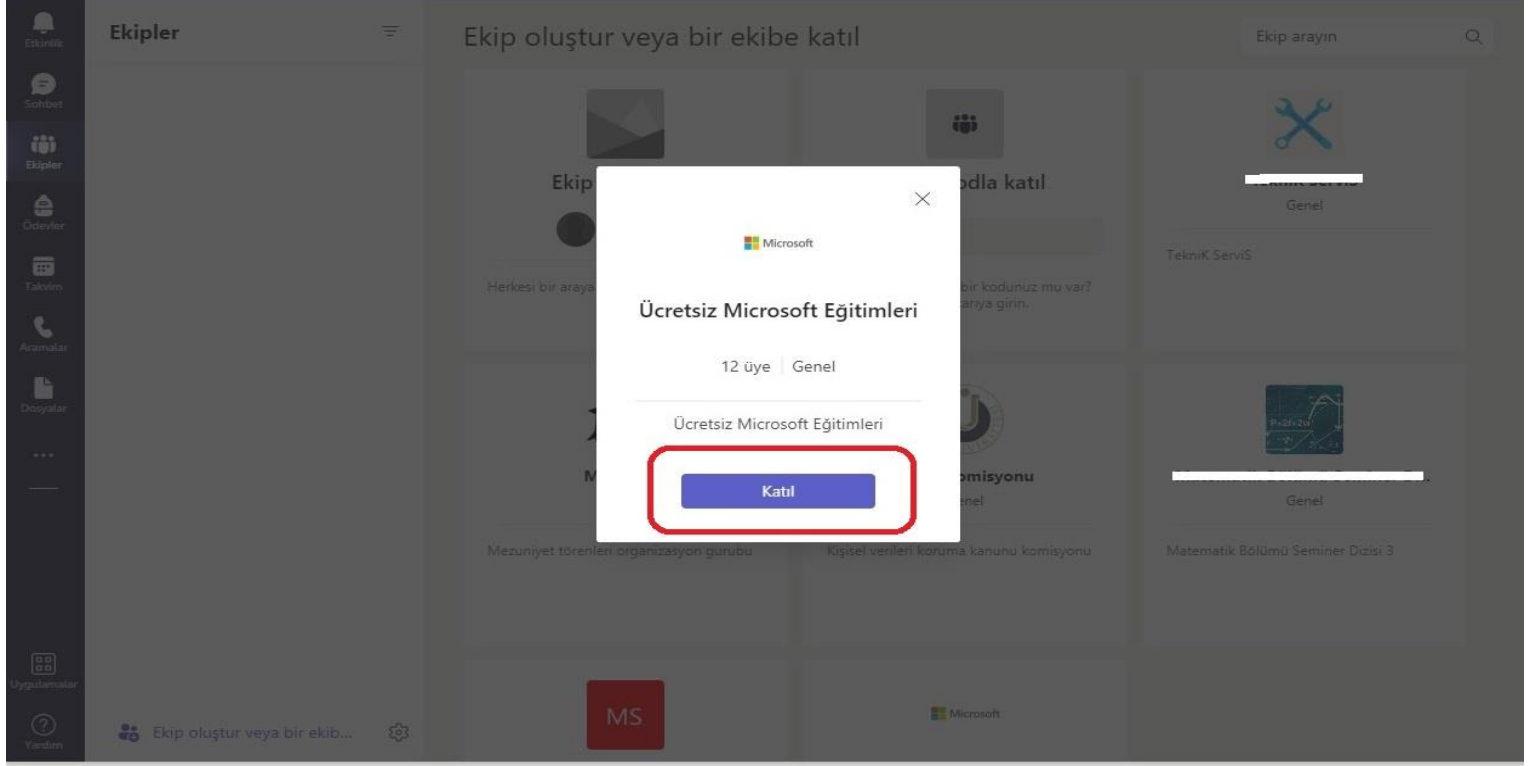 Etkinlik
Sohbet
Ekipler
Ödevler
Takvim
Aramalar
Dosyalar
Uygulamalar
Yardım
Ekipler
Ekip oluştur veya bir ekib...
Ekip oluştur veya bir ekibe katıl
Ekip arayın
Ekip
Herkesi bir araya
odla katıl
bir kodunuz mu var?
arıya girin.
Genel
TekniK ServiS
Microsoft
Ücretsiz Microsoft Eğitimleri
12 üye Genel
Ücretsiz Microsoft Eğitimleri
Katıl
M
Mezuniyet törenleri organizasyon gurubu
omisyonu
enel
Kişisel verileri koruma kanunu komisyonu
Genel
Matematik Bölümü Seminer Dizisi 3
MS
Microsoft